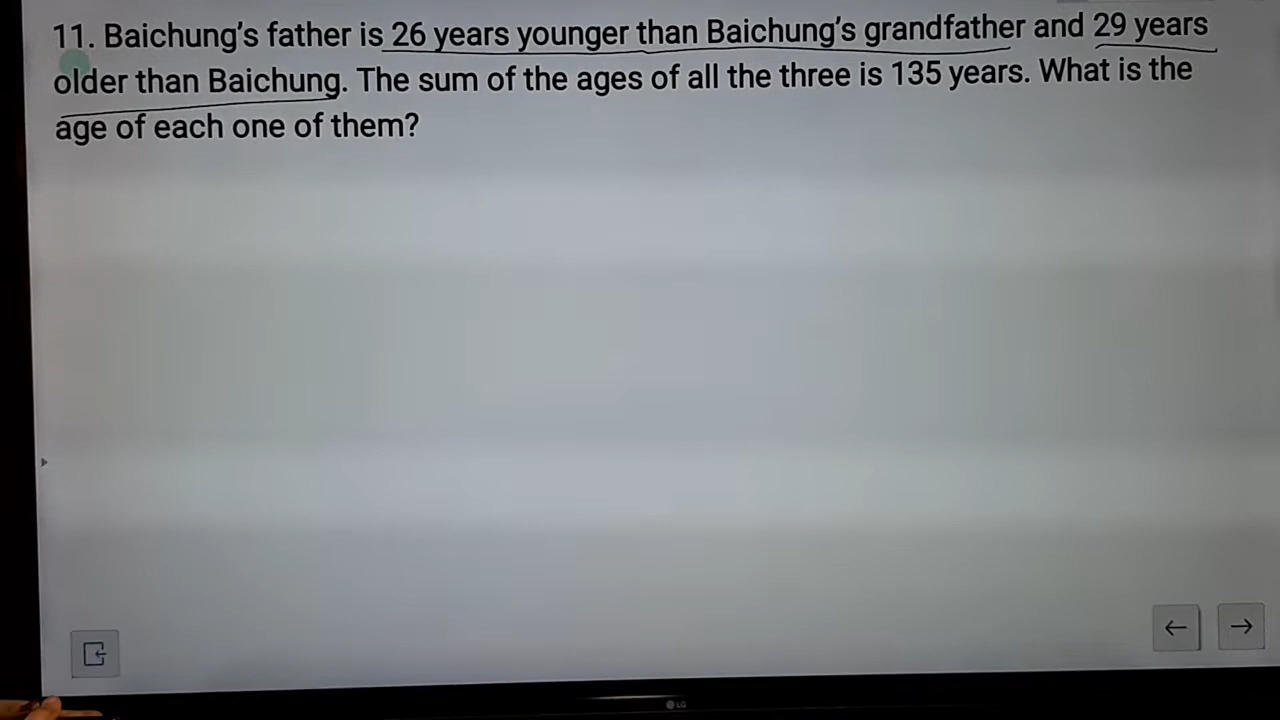 11. Baichung’s father is 26 years younger than Baichung’s grandfather and 29 years
older than Baichung. The sum of the ages of all the three is 135 years. What is the
age of each one of them?
LG